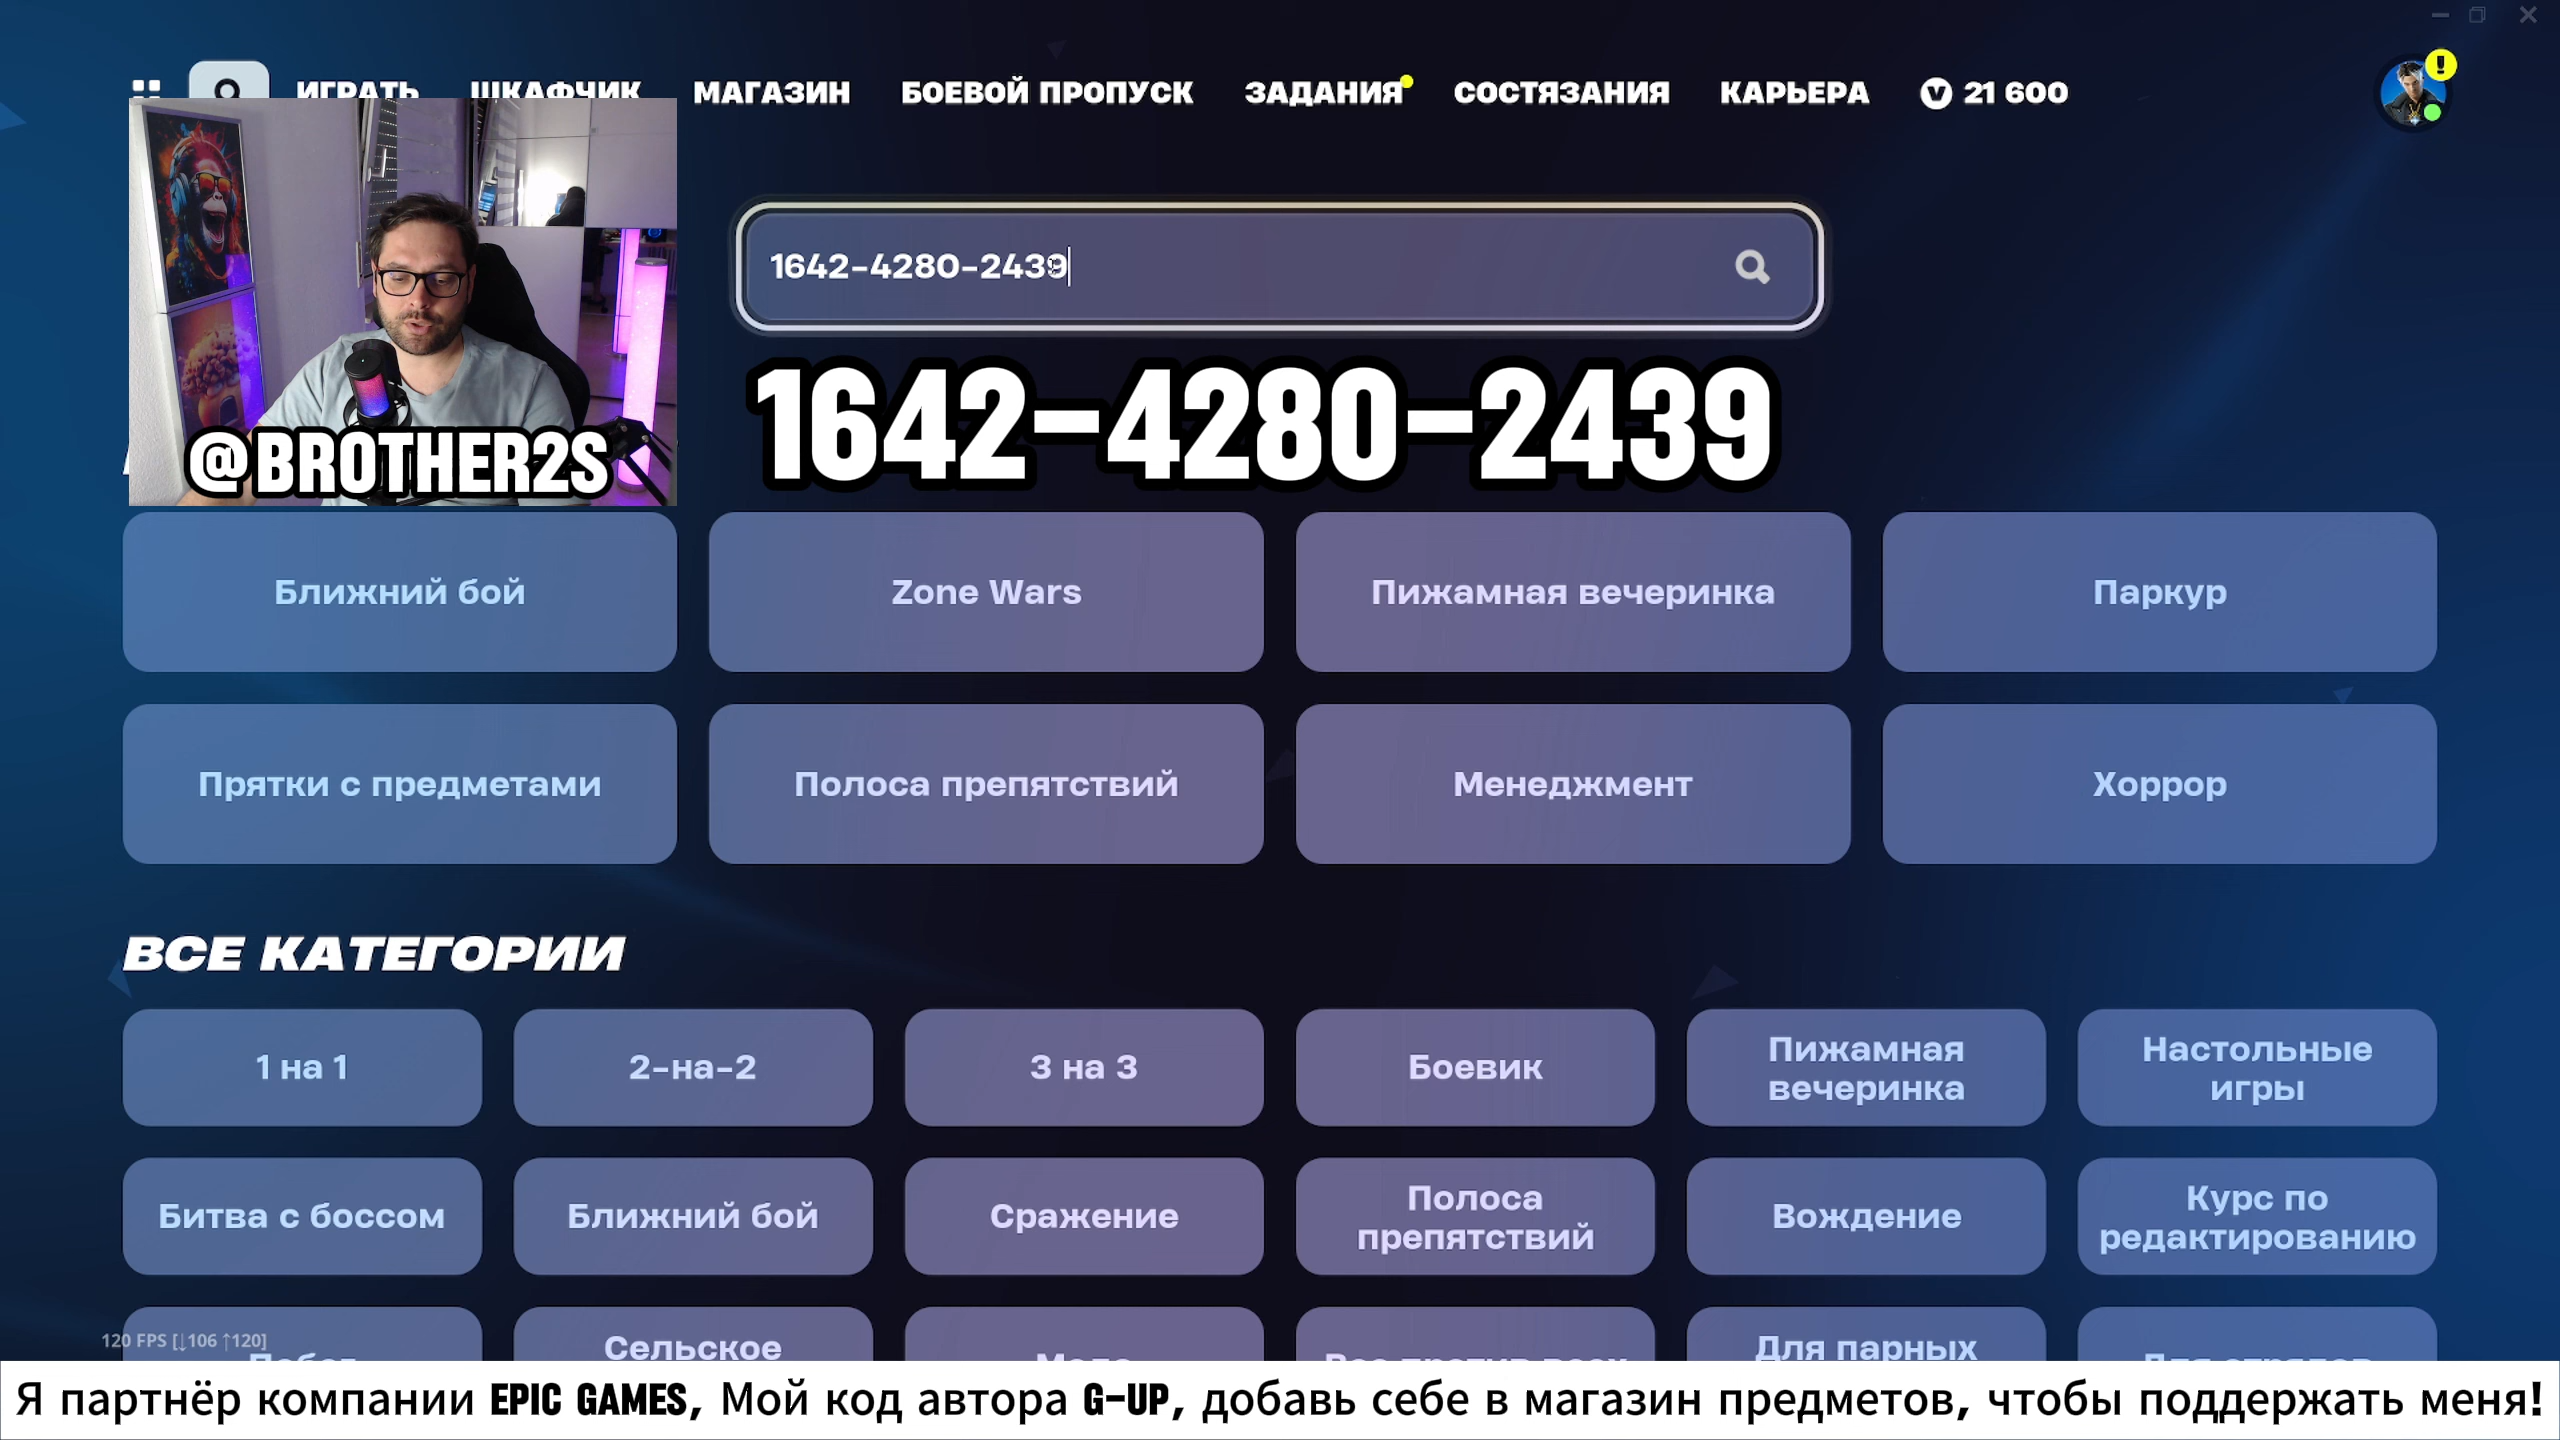 ИГРАТЬ ШКАФЧИК МАГАЗИН БОЕВОЙ ПРОПУСК ЗАДАНИЯ СОСТЯЗАНИЯ КАРЬЕРА V 21 600
!
1642-4280-2439
1642-4280-2439
@BROTHER2S
Ближний бой
Zone Wars
Пижамная вечеринка
Паркур
Прятки с предметами
Полоса препятствий
Менеджмент
Хоррор
ВСЕ КАТЕГОРИИ
1 на 1
2-на-2
3 на 3
Боевик
Пижамная
вечеринка
Настольные
игры
Битва с боссом
Ближний бой
Сражение
Полоса
препятствий
Вождение
Курс по
редактированию
120 FPS [↓106 ↑120]
Сельское
Все против всех
Для парных
Я партнёр компании EPIC GAMES, Мой код автора G-UP, добавь себе в магазин предметов, чтобы поддержать меня!